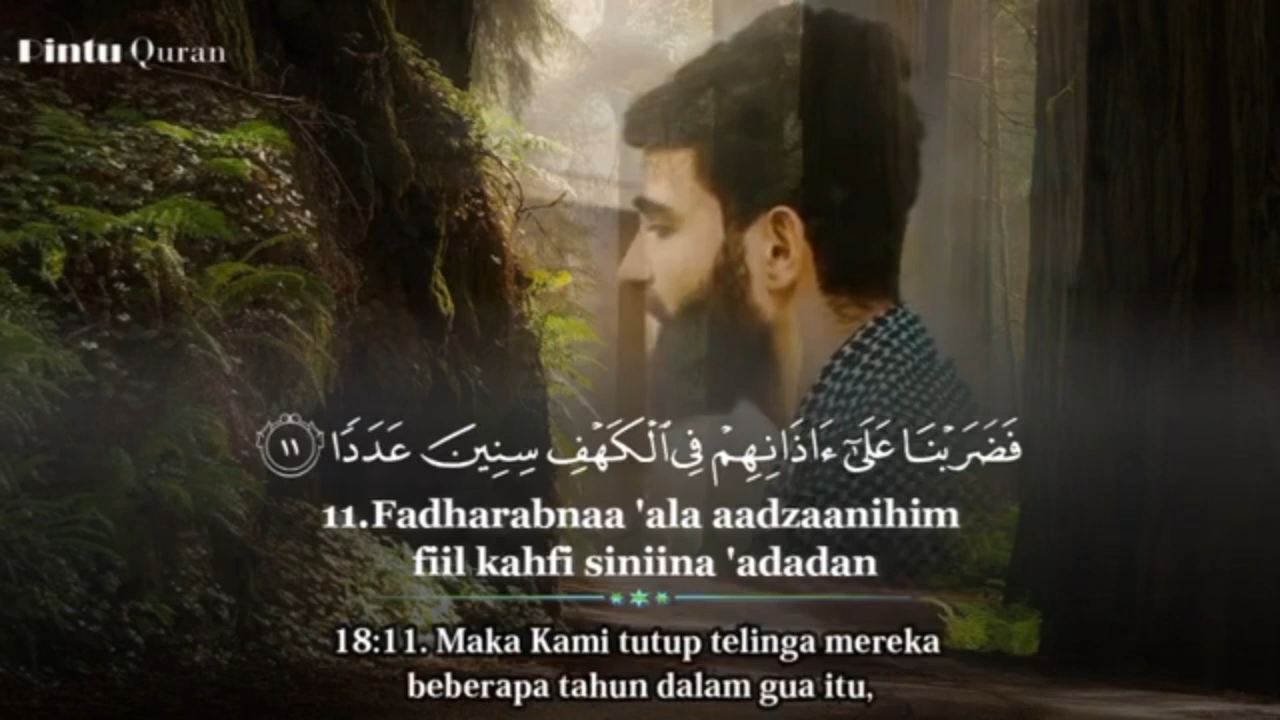 Pintu Quran
فَضَرَبْنَا عَلَىٰٓ ءَاذَانِهِمْ فِى ٱلْكَهْفِ سِنِينَ عَدَدًا ١١
11.Fadharabnaa 'ala aadzaanihim
fiil kahfi siniina 'adadan
18:11. Maka Kami tutup telinga mereka
beberapa tahun dalam gua itu,